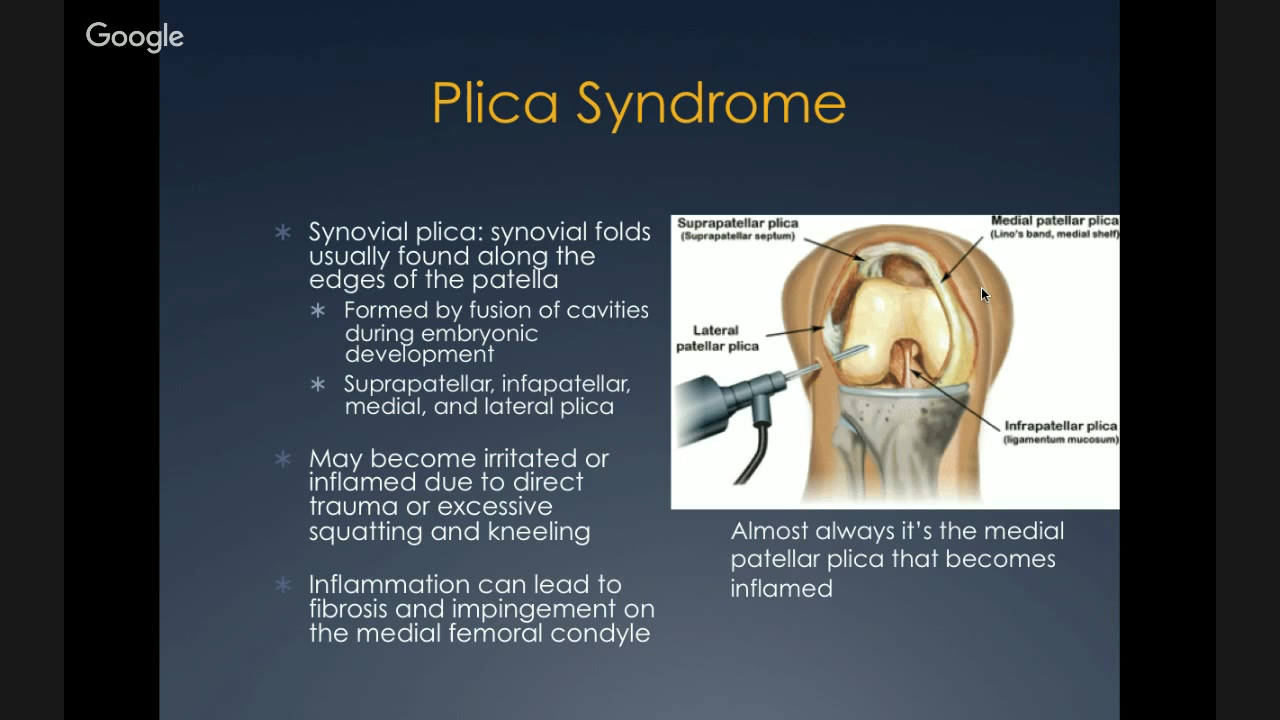 Google
Plica Syndrome
* Synovial plica: synovial folds
usually found along the
edges of the patella
* Formed by fusion of cavities
during embryonic
development
* Suprapatellar, infapatellar,
medial, and lateral plica
* May become irritated or
inflamed due to direct
trauma or excessive
squatting and kneeling
* Inflammation can lead to
fibrosis and impingement on
the medial femoral condyle
Suprapatellar plica
(Suprapatellar septum)
Medial patellar plica
(Lino's band, medial shelf)
Lateral
patellar plica
Infrapatellar plica
(ligamentum mucosum)
Almost always it's the medial
patellar plica that becomes
inflamed